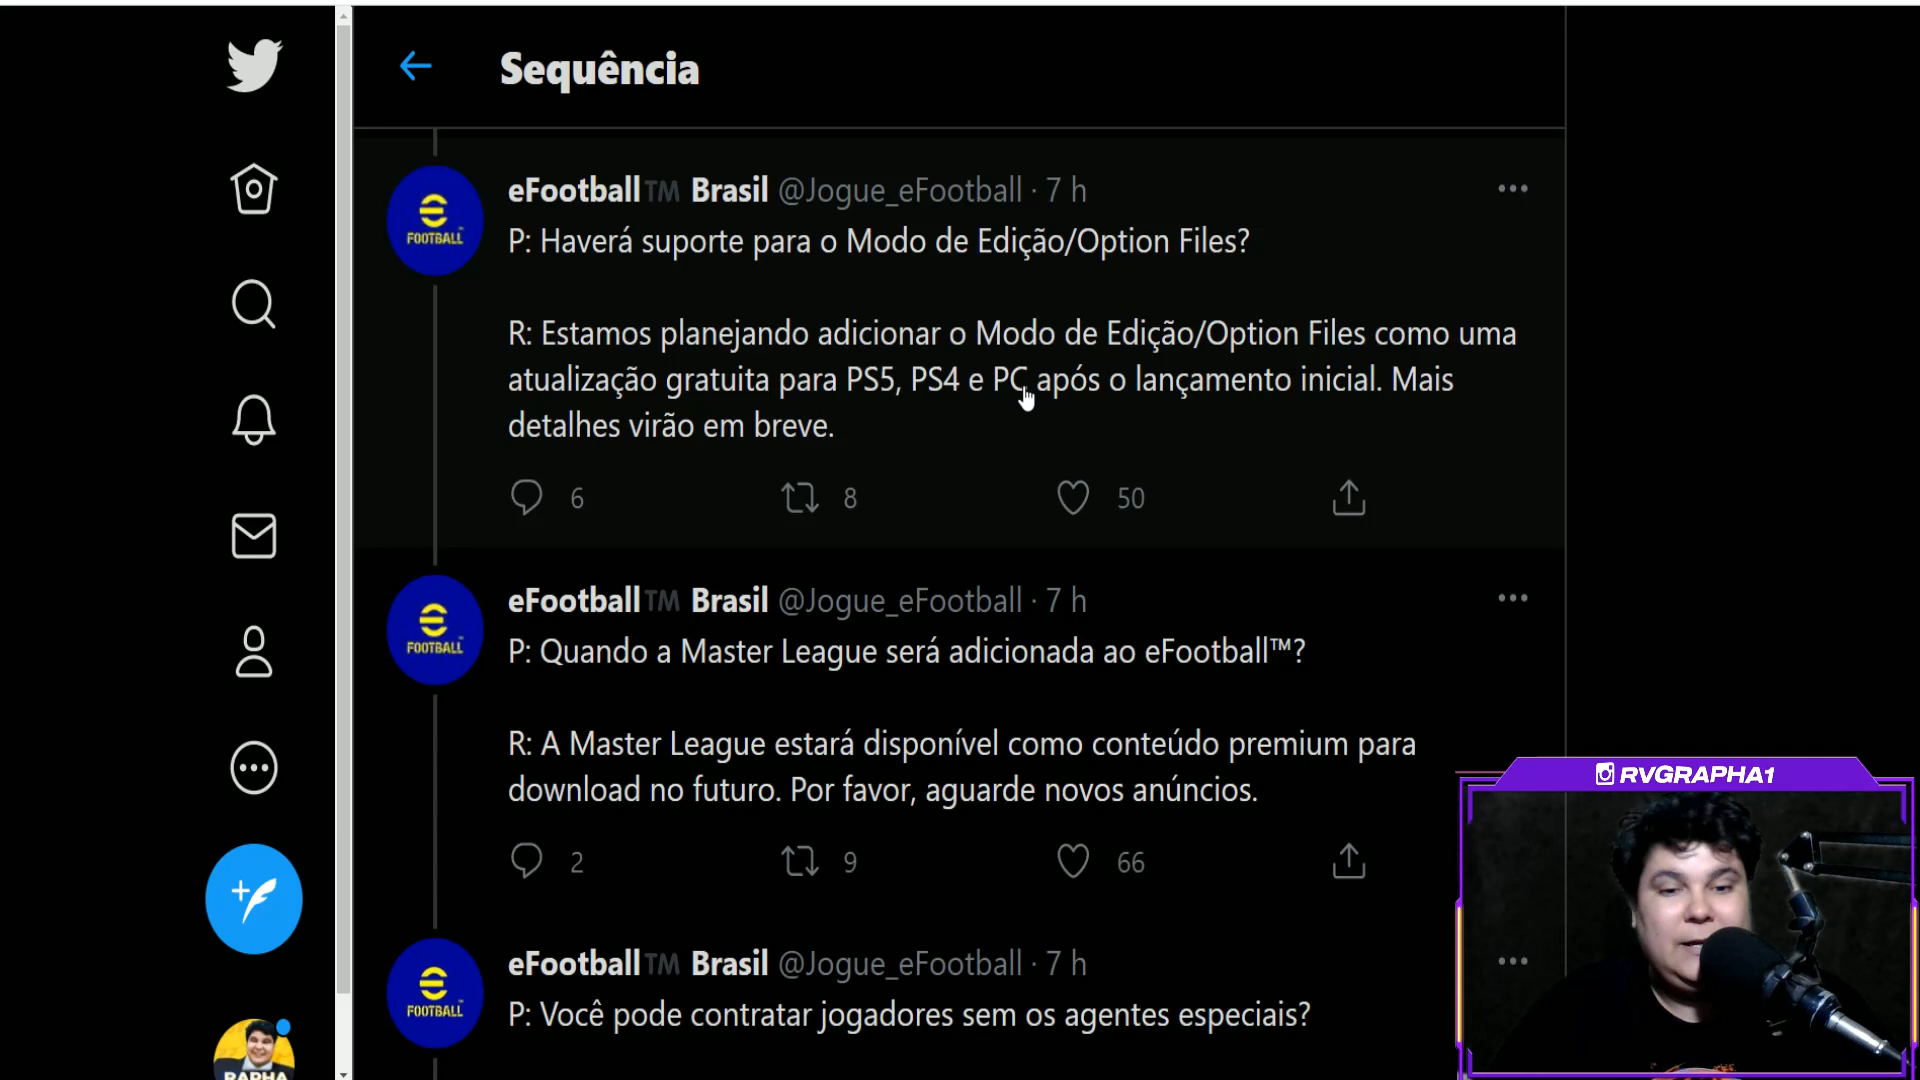 Sequência
eFootball™ Brasil @Jogue_eFootball · 7 h
P: Haverá suporte para o Modo de Edição/Option Files?
R: Estamos planejando adicionar o Modo de Edição/Option Files como uma
atualização gratuita para PS5, PS4 e PC após o lançamento inicial. Mais
detalhes virão em breve.
6 8 50
FOOTBALL
eFootball™ Brasil @Jogue_eFootball · 7 h
P: Quando a Master League será adicionada ao eFootball™?
R: A Master League estará disponível como conteúdo premium para
download no futuro. Por favor, aguarde novos anúncios.
2 9 66
FOOTBALL
eFootball™ Brasil @Jogue_eFootball · 7 h
P: Você pode contratar jogadores sem os agentes especiais?
FOOTBALL
RVGRAPHA1
RAPHA